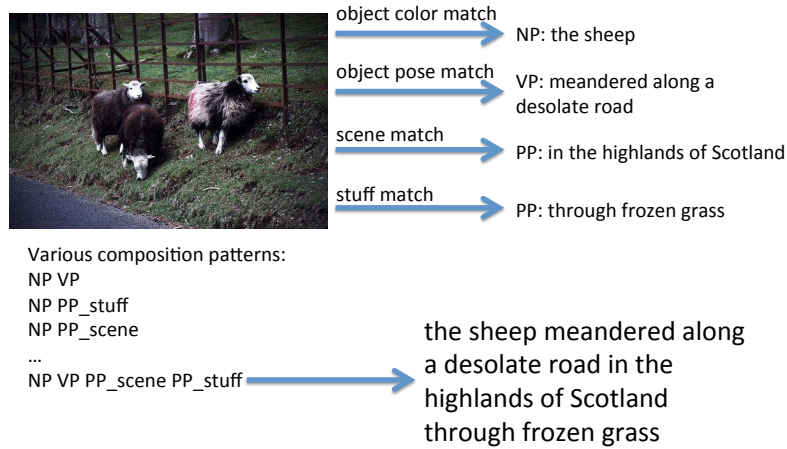 object color match
NP: the sheep
object pose match
VP: meandered along a
desolate road
scene match
PP: in the highlands of Scotland
stuff match
PP: through frozen grass
Various composition patterns:
NP VP
NP PP_stuff
NP PP_scene
...
NP VP PP_scene PP_stuff
the sheep meandered along
a desolate road in the
highlands of Scotland
through frozen grass